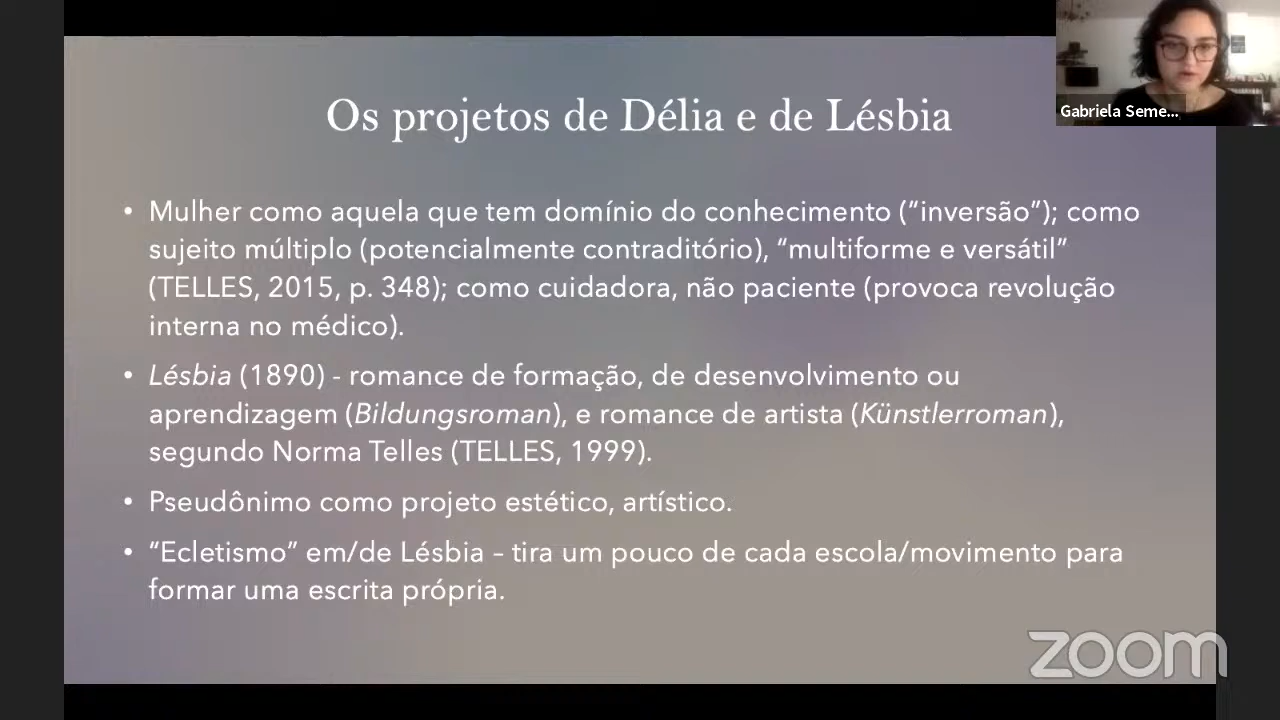 Os projetos de Délia e de Lésbia
Gabriela Seme...
• Mulher como aquela que tem domínio do conhecimento (“inversão”); como
sujeito múltiplo (potencialmente contraditório), “multiforme e versátil”
(TELLES, 2015, p. 348); como cuidadora, não paciente (provoca revolução
interna no médico).
• Lésbia (1890) - romance de formação, de desenvolvimento ou
aprendizagem (Bildungsroman), e romance de artista (Künstlerroman),
segundo Norma Telles (TELLES, 1999).
• Pseudônimo como projeto estético, artístico.
• “Ecletismo” em/de Lésbia – tira um pouco de cada escola/movimento para
formar uma escrita própria.
zoom